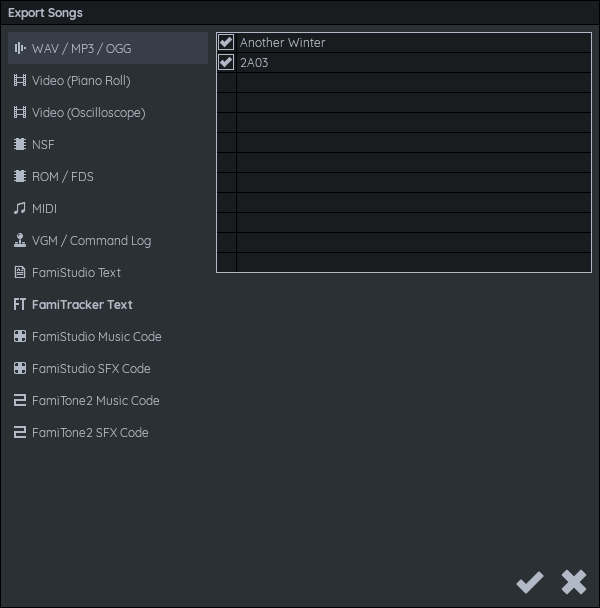 Export Songs
WAV / MP3 / OGG
Video (Piano Roll)
Video (Oscilloscope)
NSF
ROM / FDS
MIDI
VGM / Command Log
FamiStudio Text
FT FamiTracker Text
FamiStudio Music Code
FamiStudio SFX Code
FamiTone2 Music Code
FamiTone2 SFX Code
Another Winter
2A03